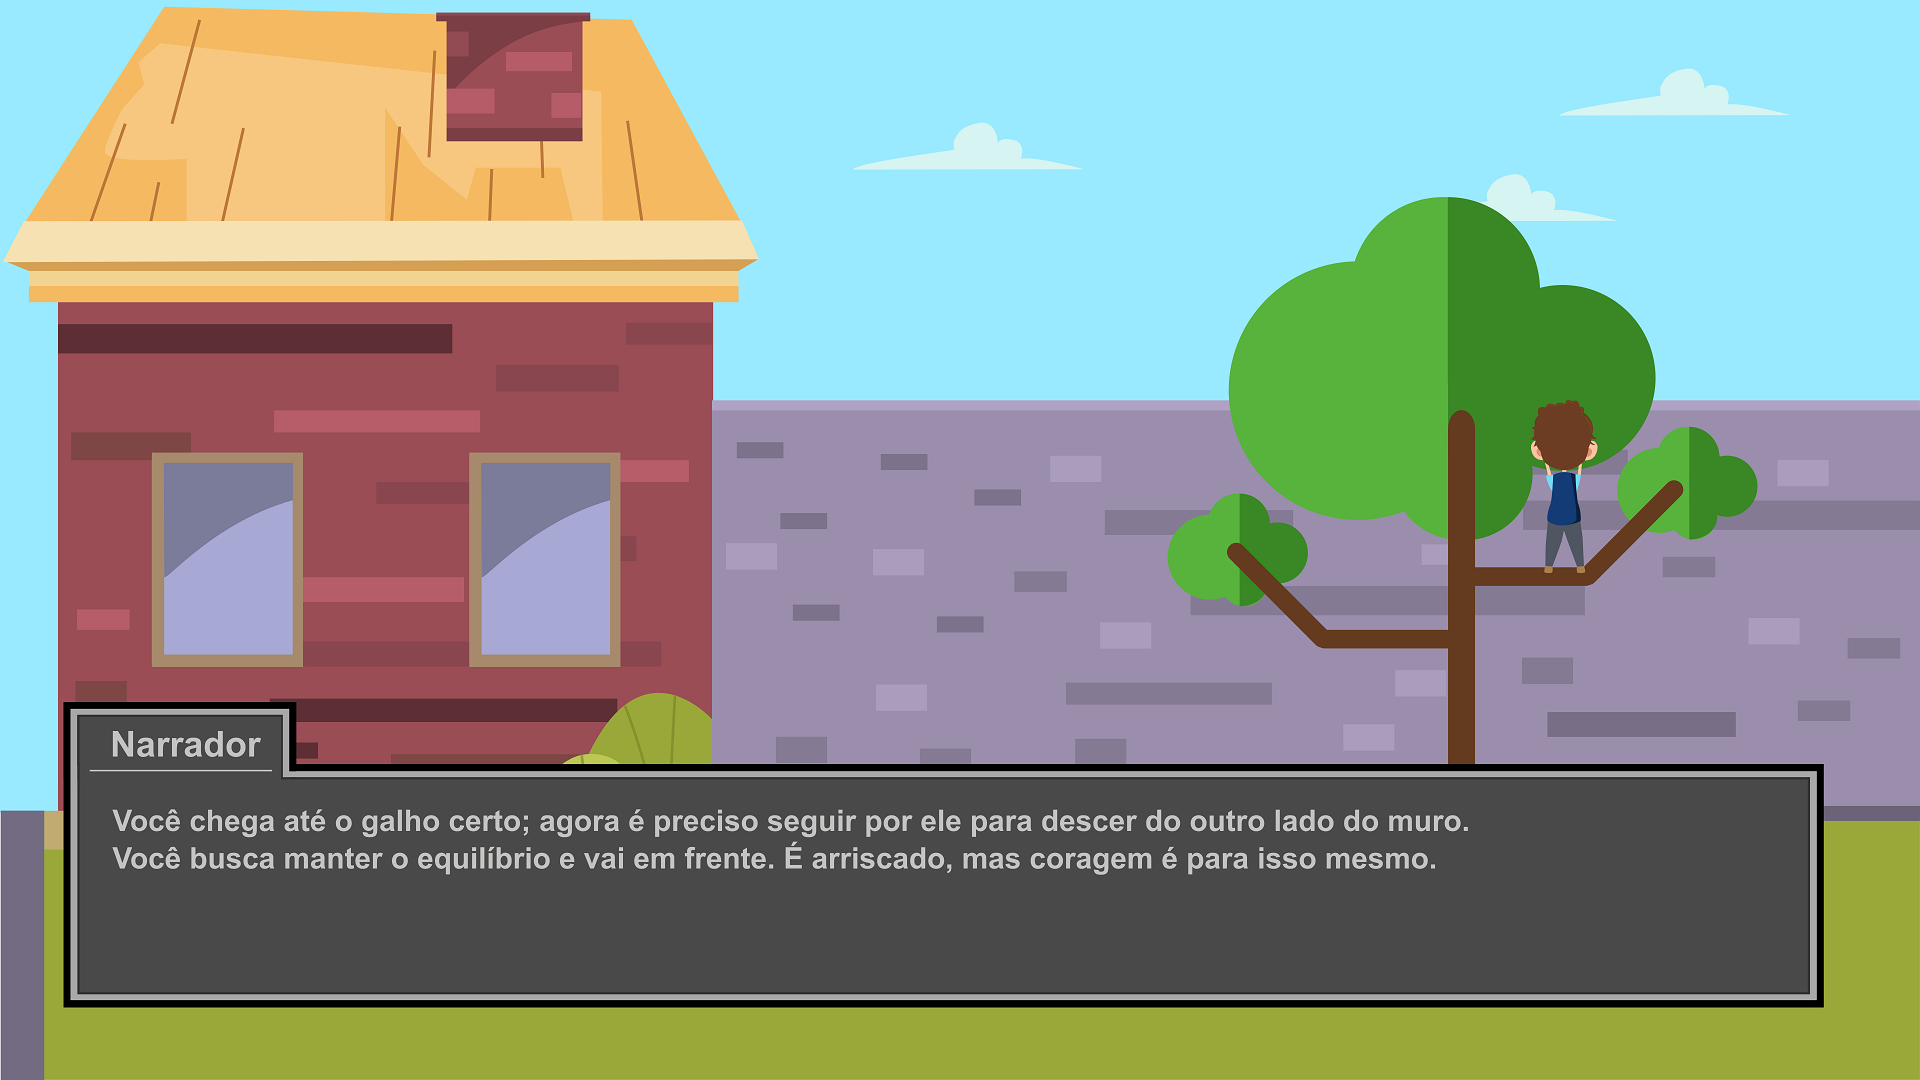 Narrador
Você chega até o galho certo; agora é preciso seguir por ele para descer do outro lado do muro.
Você busca manter o equilíbrio e vai em frente. É arriscado, mas coragem é para isso mesmo.